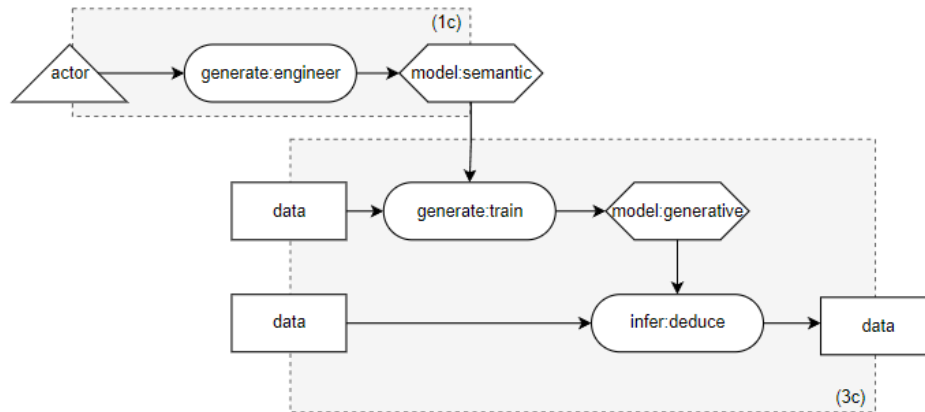 (1c)
actor
generate:engineer
model:semantic
data
generate:train
model:generative
data
infer:deduce
data
(3c)